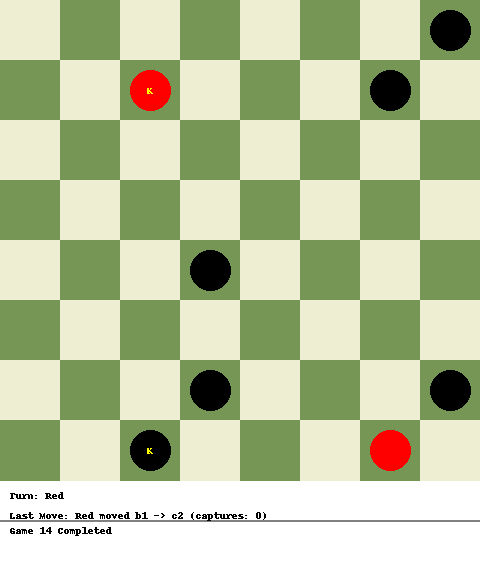 K
K
Turn: Red
Last Move: Red moved b1 -> c2 (captures: 0)
Game 14 Completed